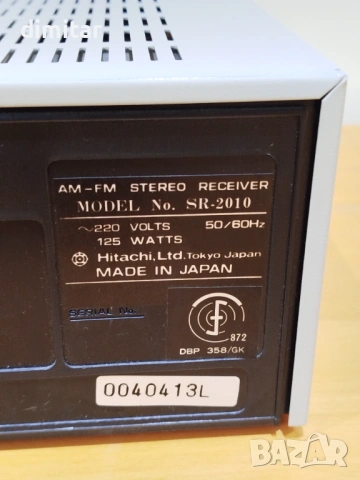 dimitar
AM-FM STEREO RECEIVER
MODEL No. SR-2010
~220 VOLTS 50/60Hz
125 WATTS
Hitachi, Ltd. Tokyo Japan
MADE IN JAPAN
SERIAL No.
872
DBP 358/GK
0040413L
BAZAR